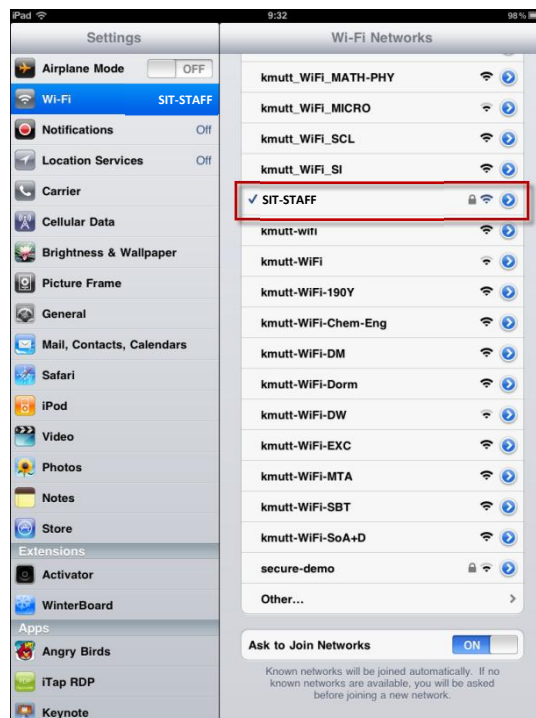 iPad 9:32 98%
Settings
Airplane Mode OFF
Wi-Fi SIT-STAFF
Notifications Off
Location Services Off
Carrier
Cellular Data
Brightness & Wallpaper
Picture Frame
General
Mail, Contacts, Calendars
Safari
iPod
Video
Photos
Notes
Store
Extensions
Activator
WinterBoard
Apps
Angry Birds
iTap RDP
Keynote
Wi-Fi Networks
kmutt_WiFi_MATH-PHY
kmutt_WiFi_MICRO
kmutt_WiFi_SCL
kmutt_WiFi_SI
SIT-STAFF
kmutt-wifi
kmutt-WiFi
kmutt-WiFi-190Y
kmutt-WiFi-Chem-Eng
kmutt-WiFi-DM
kmutt-WiFi-Dorm
kmutt-WiFi-DW
kmutt-WiFi-EXC
kmutt-WiFi-MTA
kmutt-WiFi-SBT
kmutt-WiFi-SoA+D
secure-demo
Other...
Ask to Join Networks ON
Known networks will be joined automatically. If no
known networks are available, you will be asked
before joining a new network.